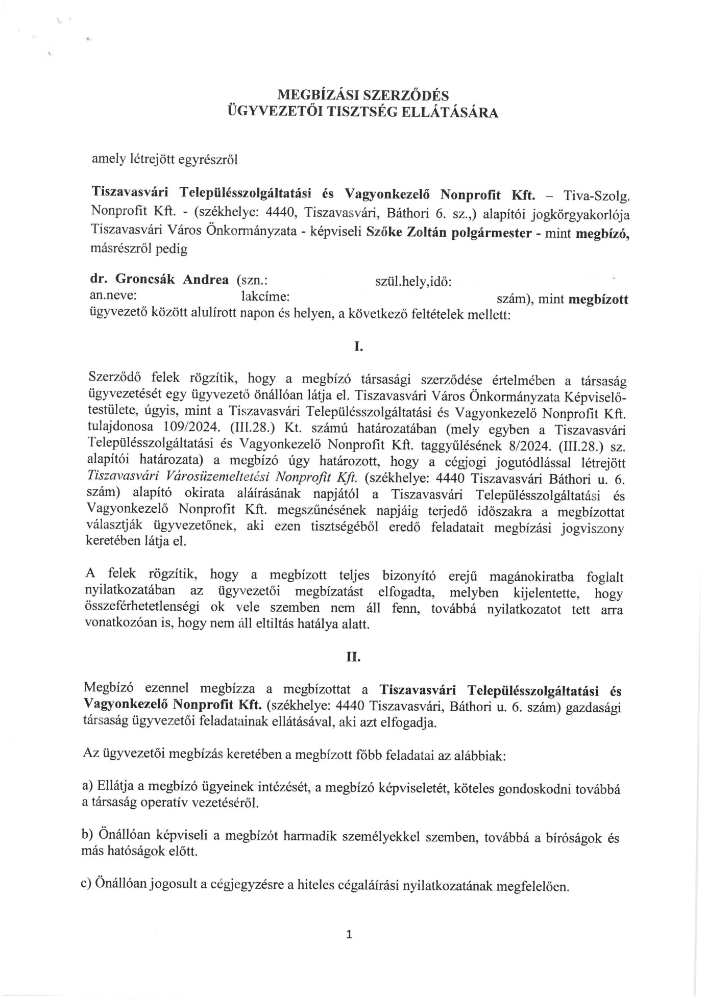 MEGBÍZÁSI SZERZŐDÉS
ÜGYVEZETŐI TISZTSÉG ELLÁTÁSÁRA
amely létrejött egyrészről
Tiszavasvári Településszolgáltatási és Vagyonkezelő Nonprofit Kft. – Tiva-Szolg.
Nonprofit Kft. - (székhelye: 4440, Tiszavasvári, Báthori 6. sz.,) alapítói jogkörgyakorlója
Tiszavasvári Város Önkormányzata - képviseli Szőke Zoltán polgármester - mint megbízó,
másrészről pedig
dr. Groncsák Andrea (szn.: szül.hely,idő:
an.neve: lakcíme: szám), mint megbízott
ügyvezető között alulírott napon és helyen, a következő feltételek mellett:
I.
Szerződő felek rögzítik, hogy a megbízó társasági szerződése értelmében a társaság
ügyvezetését egy ügyvezető önállóan látja el. Tiszavasvári Város Önkormányzata Képviselő-
testülete, úgyis, mint a Tiszavasvári Településszolgáltatási és Vagyonkezelő Nonprofit Kft.
tulajdonosa 109/2024. (III.28.) Kt. számú határozatában (mely egyben a Tiszavasvári
Településszolgáltatási és Vagyonkezelő Nonprofit Kft. taggyűlésének 8/2024. (III.28.) sz.
alapítói határozata) a megbízó úgy határozott, hogy a cégjogi jogutódlással létrejött
Tiszavasvári Városüzemeltetési Nonprofit Kft. (székhelye: 4440 Tiszavasvári Báthori u. 6.
szám) alapító okirata aláírásának napjától a Tiszavasvári Településszolgáltatási és
Vagyonkezelő Nonprofit Kft. megszűnésének napjáig terjedő időszakra a megbízottat
választják ügyvezetőnek, aki ezen tisztségéből eredő feladatait megbízási jogviszony
keretében látja el.
A felek rögzítik, hogy a megbízott teljes bizonyító erejű magánokiratba foglalt
nyilatkozatában az ügyvezetői megbízatást elfogadta, melyben kijelentette, hogy
összeférhetetlenségi ok vele szemben nem áll fenn, továbbá nyilatkozatot tett arra
vonatkozóan is, hogy nem áll eltiltás hatálya alatt.
II.
Megbízó ezennel megbízza a megbízottat a Tiszavasvári Településszolgáltatási és
Vagyonkezelő Nonprofit Kft. (székhelye: 4440 Tiszavasvári, Báthori u. 6. szám) gazdasági
társaság ügyvezetői feladatainak ellátásával, aki azt elfogadja.
Az ügyvezetői megbízás keretében a megbízott főbb feladatai az alábbiak:
a) Ellátja a megbízó ügyeinek intézését, a megbízó képviseletét, köteles gondoskodni továbbá
a társaság operatív vezetéséről.
b) Önállóan képviseli a megbízót harmadik személyekkel szemben, továbbá a bíróságok és
más hatóságok előtt.
c) Önállóan jogosult a cégjegyzésre a hiteles cégaláírási nyilatkozatának megfelelően.
1